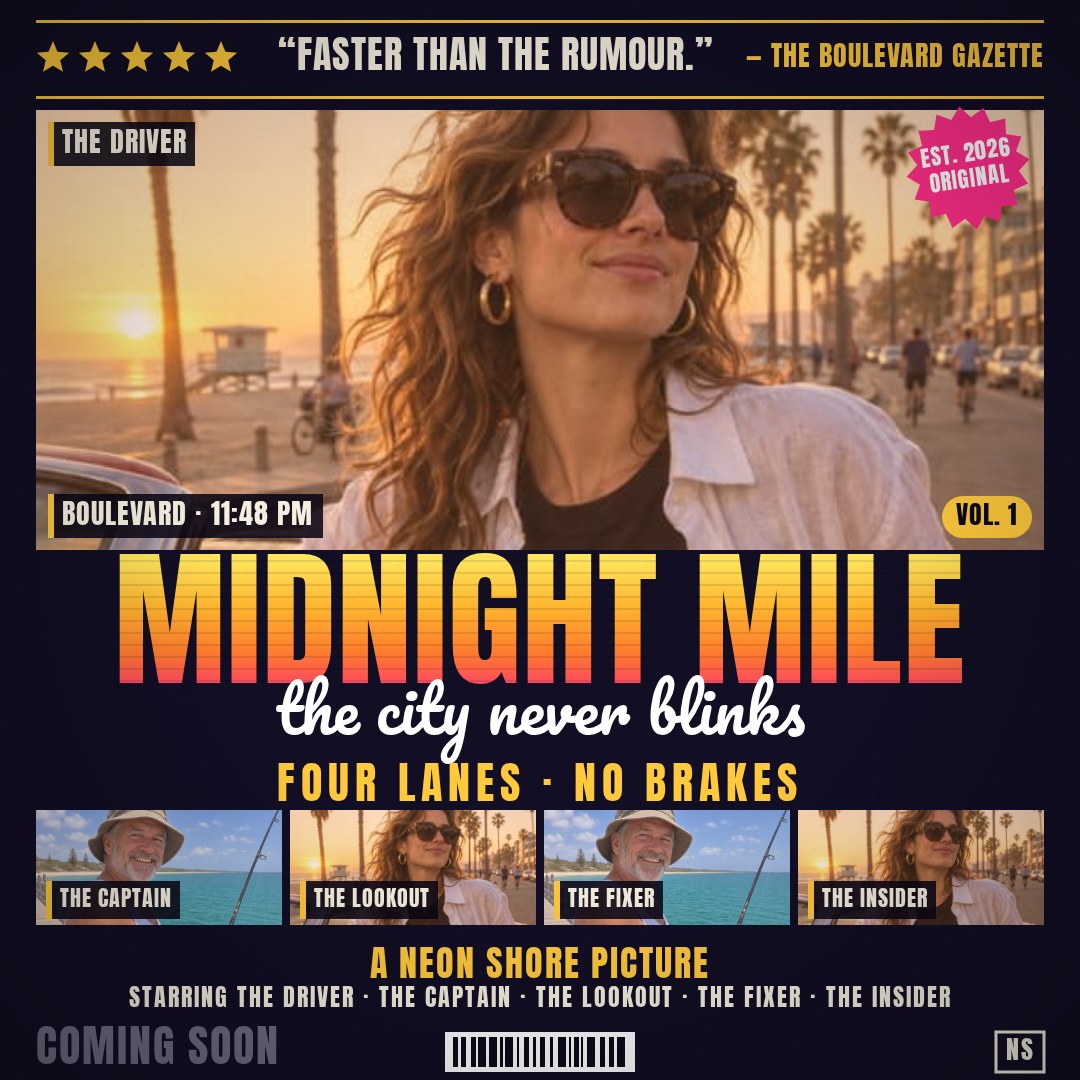 “FASTER THAN THE RUMOUR.” – THE BOULEVARD GAZETTE
THE DRIVER
EST. 2026
ORIGINAL
BOULEVARD · 11:48 PM
VOL. 1
MIDNIGHT MILE
the city never blinks
FOUR LANES · NO BRAKES
THE CAPTAIN
THE LOOKOUT
THE FIXER
THE INSIDER
A NEON SHORE PICTURE
STARRING THE DRIVER · THE CAPTAIN · THE LOOKOUT · THE FIXER · THE INSIDER
COMING SOON
NS